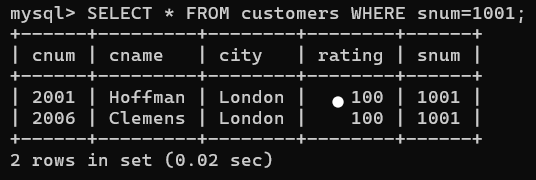 mysql> SELECT * FROM customers WHERE snum=1001;
+------+---------+--------+--------+------+
| cnum | cname   | city   | rating | snum |
+------+---------+--------+--------+------+
| 2001 | Hoffman | London |    100 | 1001 |
| 2006 | Clemens | London |    100 | 1001 |
+------+---------+--------+--------+------+
2 rows in set (0.02 sec)